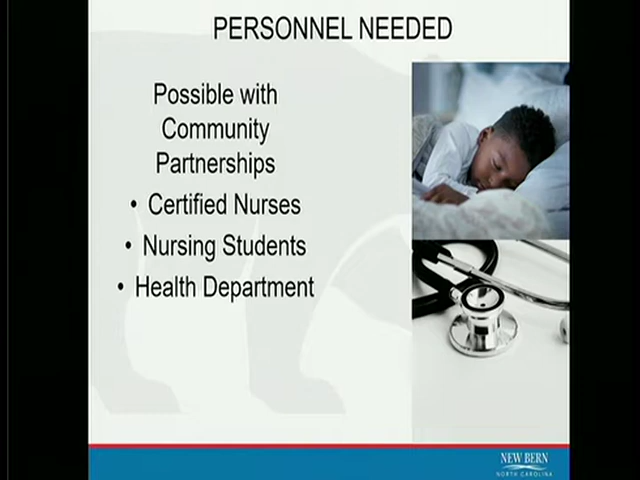 PERSONNEL NEEDED
Possible with
Community
Partnerships
• Certified Nurses
• Nursing Students
• Health Department
NEW BERN
NORTH CAROLINA